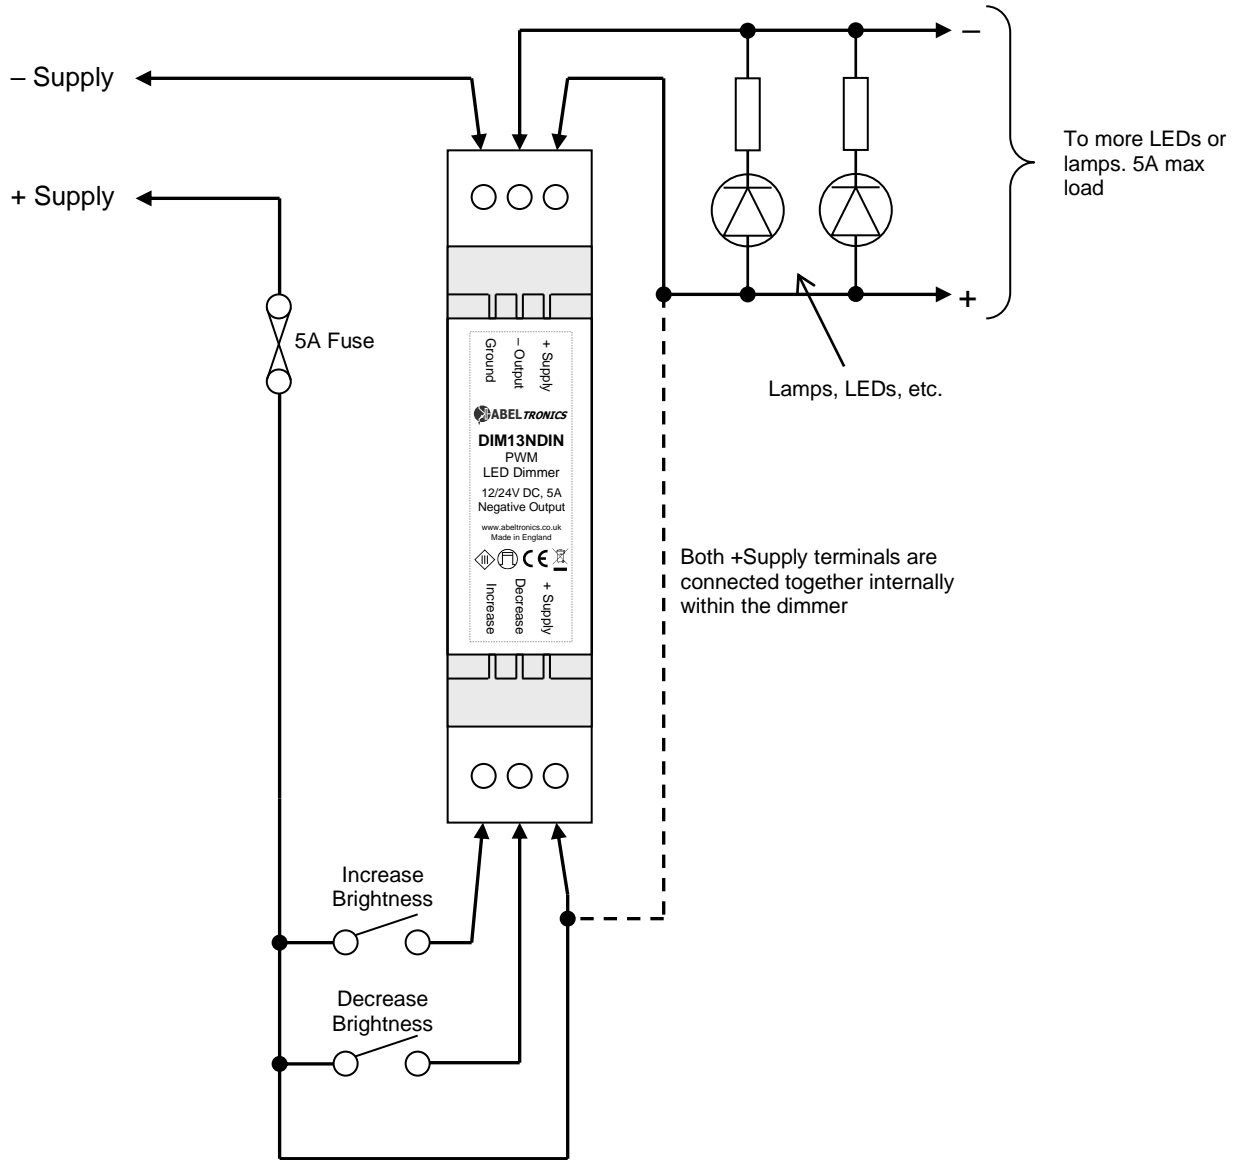 – Supply
+ Supply
–
+
To more LEDs or
lamps. 5A max
load
5A Fuse
Lamps, LEDs, etc.
Ground
– Output
+ Supply
ABELTRONICS
DIM13NDIN
PWM
LED Dimmer
12/24V DC, 5A
Negative Output
www.abeltronics.co.uk
Made in England
III
CE
Increase
Decrease
+ Supply
Both +Supply terminals are
connected together internally
within the dimmer
Increase
Brightness
Decrease
Brightness